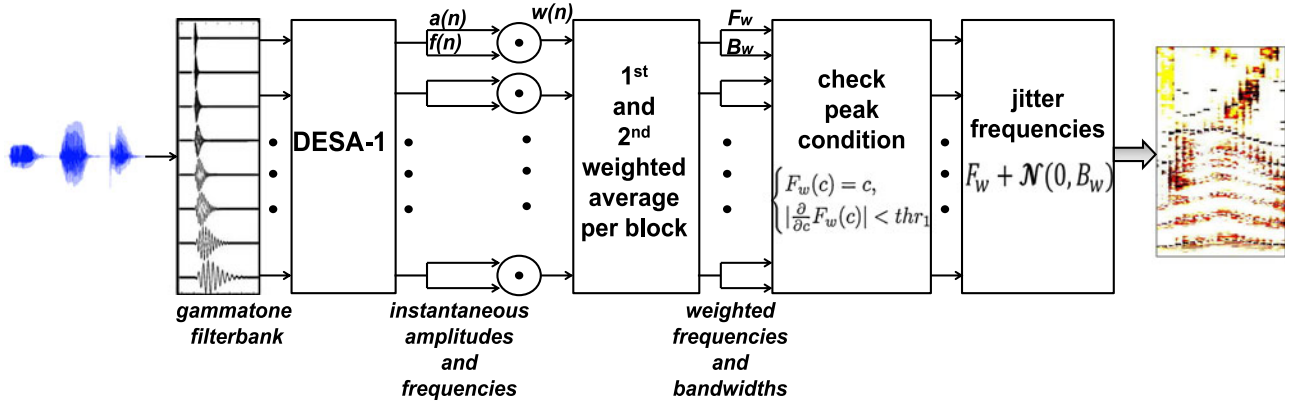 a(n)
f(n)
w(n)
F_w
B_w
DESA-1
1st
and
2nd
weighted
average
per block
check
peak
condition
F_w(c) = c,
|∂/∂c F_w(c)| < thr_1
jitter
frequencies
F_w + N(0, B_w)
gammatone
filterbank
instantaneous
amplitudes
and
frequencies
weighted
frequencies
and
bandwidths